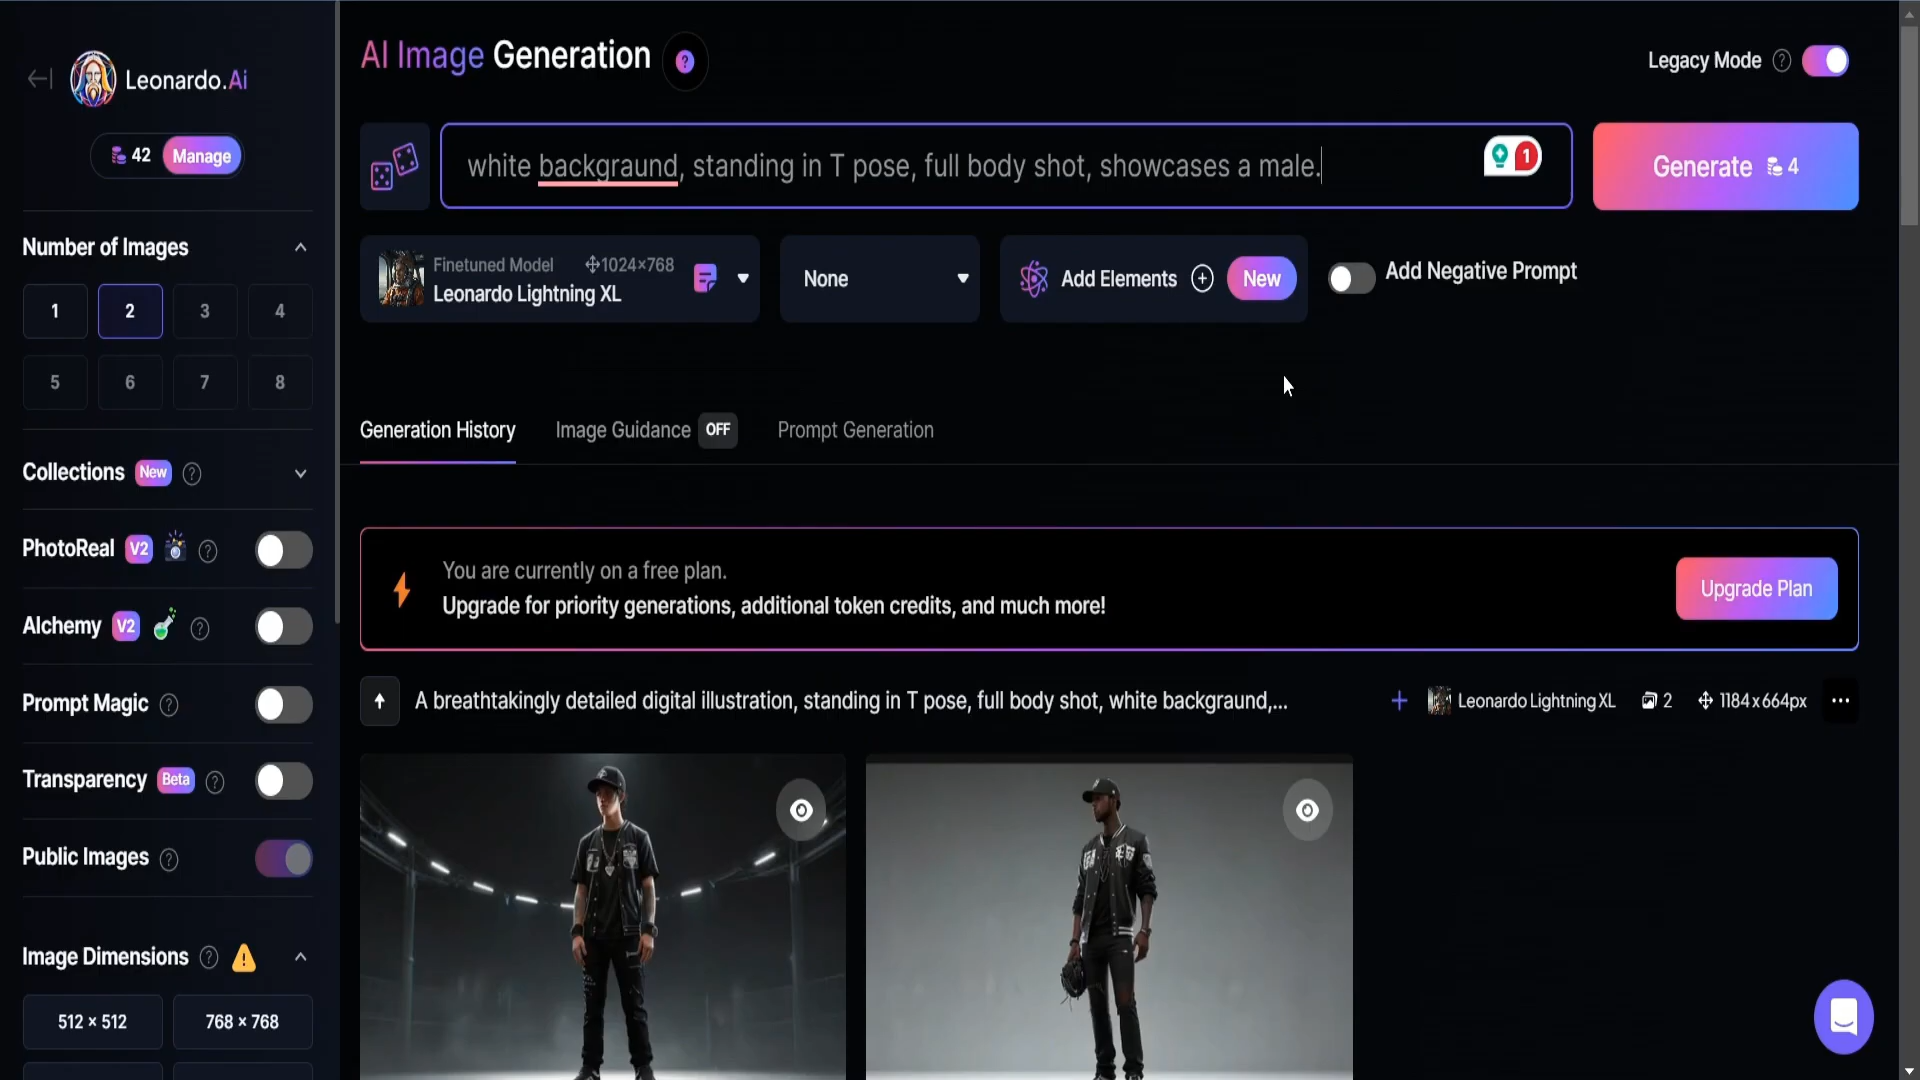 Leonardo.Ai
42 Manage
Number of Images
1 2 3 4
5 6 7 8
Collections New ?
PhotoReal V2 ?
Alchemy V2 ?
Prompt Magic ?
Transparency Beta ?
Public Images ?
Image Dimensions ?
512 × 512 768 × 768
AI Image Generation ?
Legacy Mode ?
white backgraund, standing in T pose, full body shot, showcases a male.
1
Generate 4
Finetuned Model 1024×768
Leonardo Lightning XL
None
Add Elements New
Add Negative Prompt
Generation History Image Guidance OFF Prompt Generation
You are currently on a free plan.
Upgrade for priority generations, additional token credits, and much more!
Upgrade Plan
A breathtakingly detailed digital illustration, standing in T pose, full body shot, white backgraund,...
Leonardo Lightning XL 2 1184 x 664px